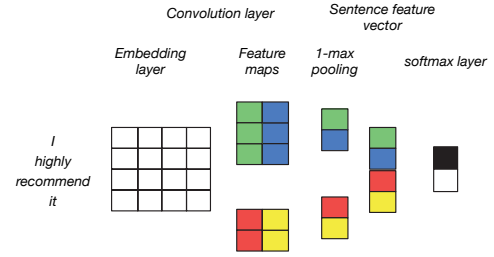 Convolution layer
Sentence feature
vector
Embedding
layer
Feature
maps
1-max
pooling
softmax layer
I
highly
recommend
it